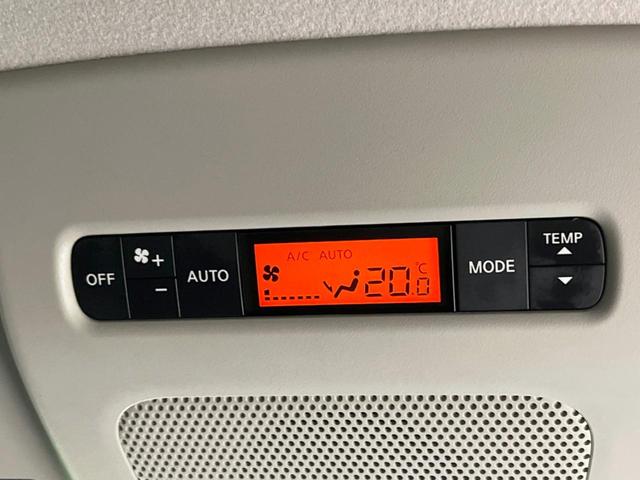 OFF
+
-
AUTO
A/C AUTO
20.0 °C
MODE
TEMP